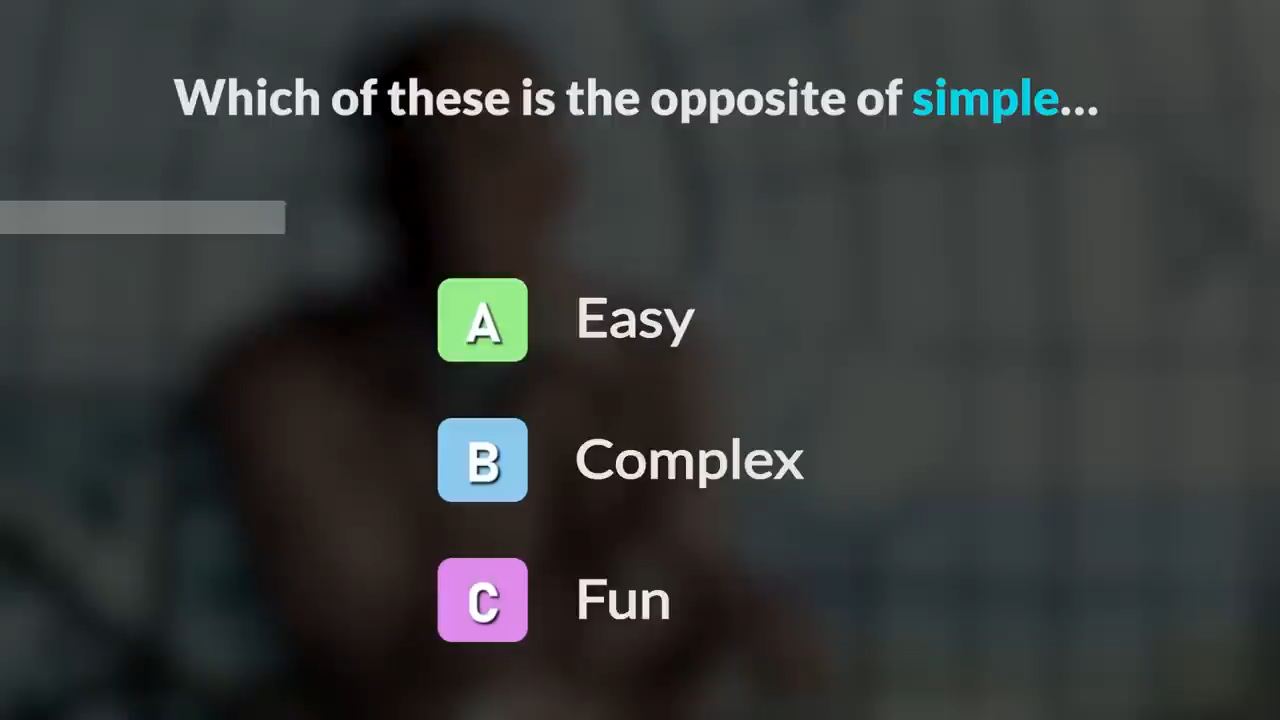 Which of these is the opposite of simple...
A Easy
B Complex
C Fun